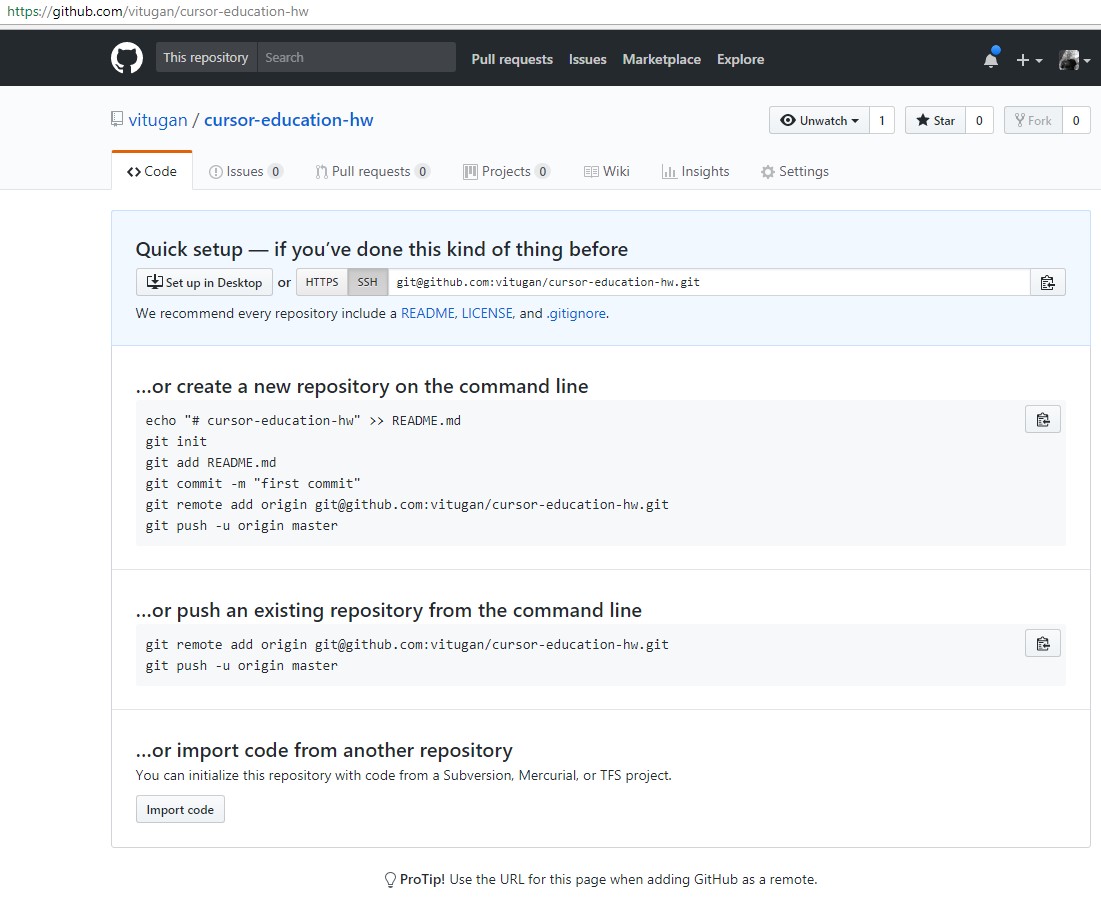 https://github.com/vitugan/cursor-education-hw
This repository Search Pull requests Issues Marketplace Explore
vitugan / cursor-education-hw Unwatch 1 Star 0 Fork 0
Code Issues 0 Pull requests 0 Projects 0 Wiki Insights Settings
Quick setup — if you’ve done this kind of thing before
Set up in Desktop or HTTPS SSH git@github.com:vitugan/cursor-education-hw.git
We recommend every repository include a README, LICENSE, and .gitignore.
…or create a new repository on the command line
echo "# cursor-education-hw" >> README.md
git init
git add README.md
git commit -m "first commit"
git remote add origin git@github.com:vitugan/cursor-education-hw.git
git push -u origin master
…or push an existing repository from the command line
git remote add origin git@github.com:vitugan/cursor-education-hw.git
git push -u origin master
…or import code from another repository
You can initialize this repository with code from a Subversion, Mercurial, or TFS project.
Import code
ProTip! Use the URL for this page when adding GitHub as a remote.